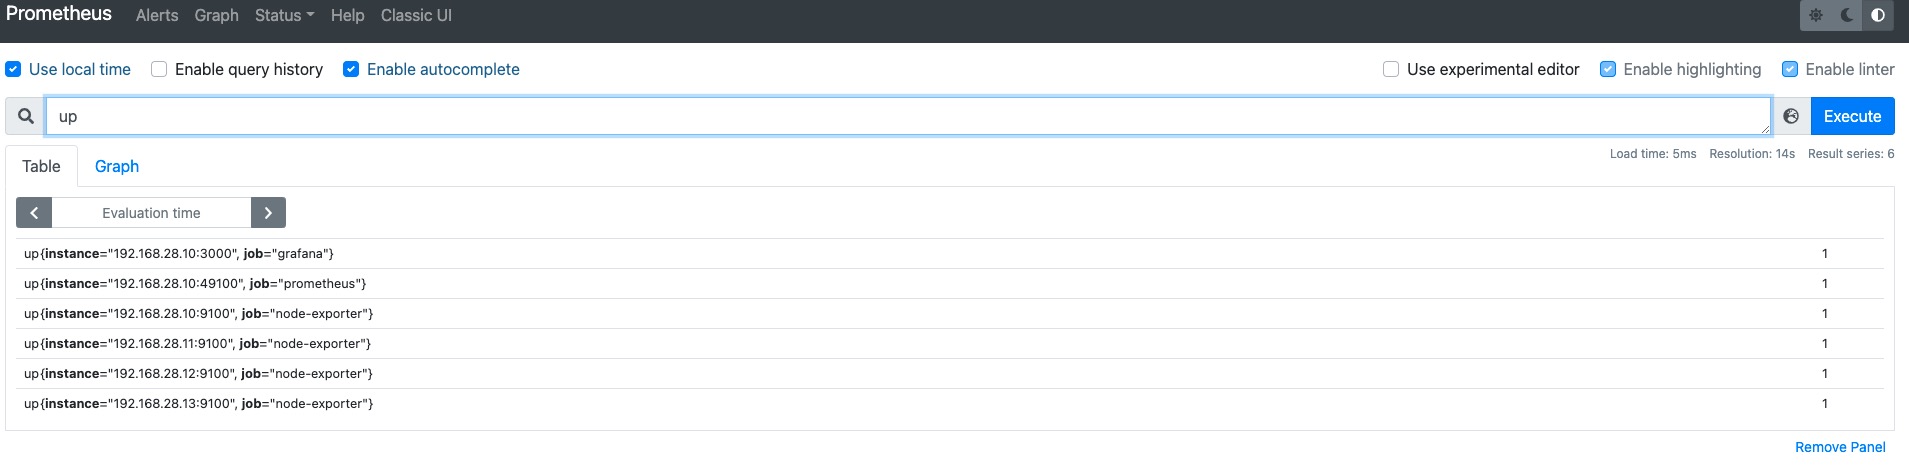 Prometheus Alerts Graph Status Help Classic UI
Use local time Enable query history Enable autocomplete Use experimental editor Enable highlighting Enable linter
up Execute
Table Graph Load time: 5ms Resolution: 14s Result series: 6
Evaluation time
up{instance="192.168.28.10:3000", job="grafana"} 1
up{instance="192.168.28.10:49100", job="prometheus"} 1
up{instance="192.168.28.10:9100", job="node-exporter"} 1
up{instance="192.168.28.11:9100", job="node-exporter"} 1
up{instance="192.168.28.12:9100", job="node-exporter"} 1
up{instance="192.168.28.13:9100", job="node-exporter"} 1
Remove Panel